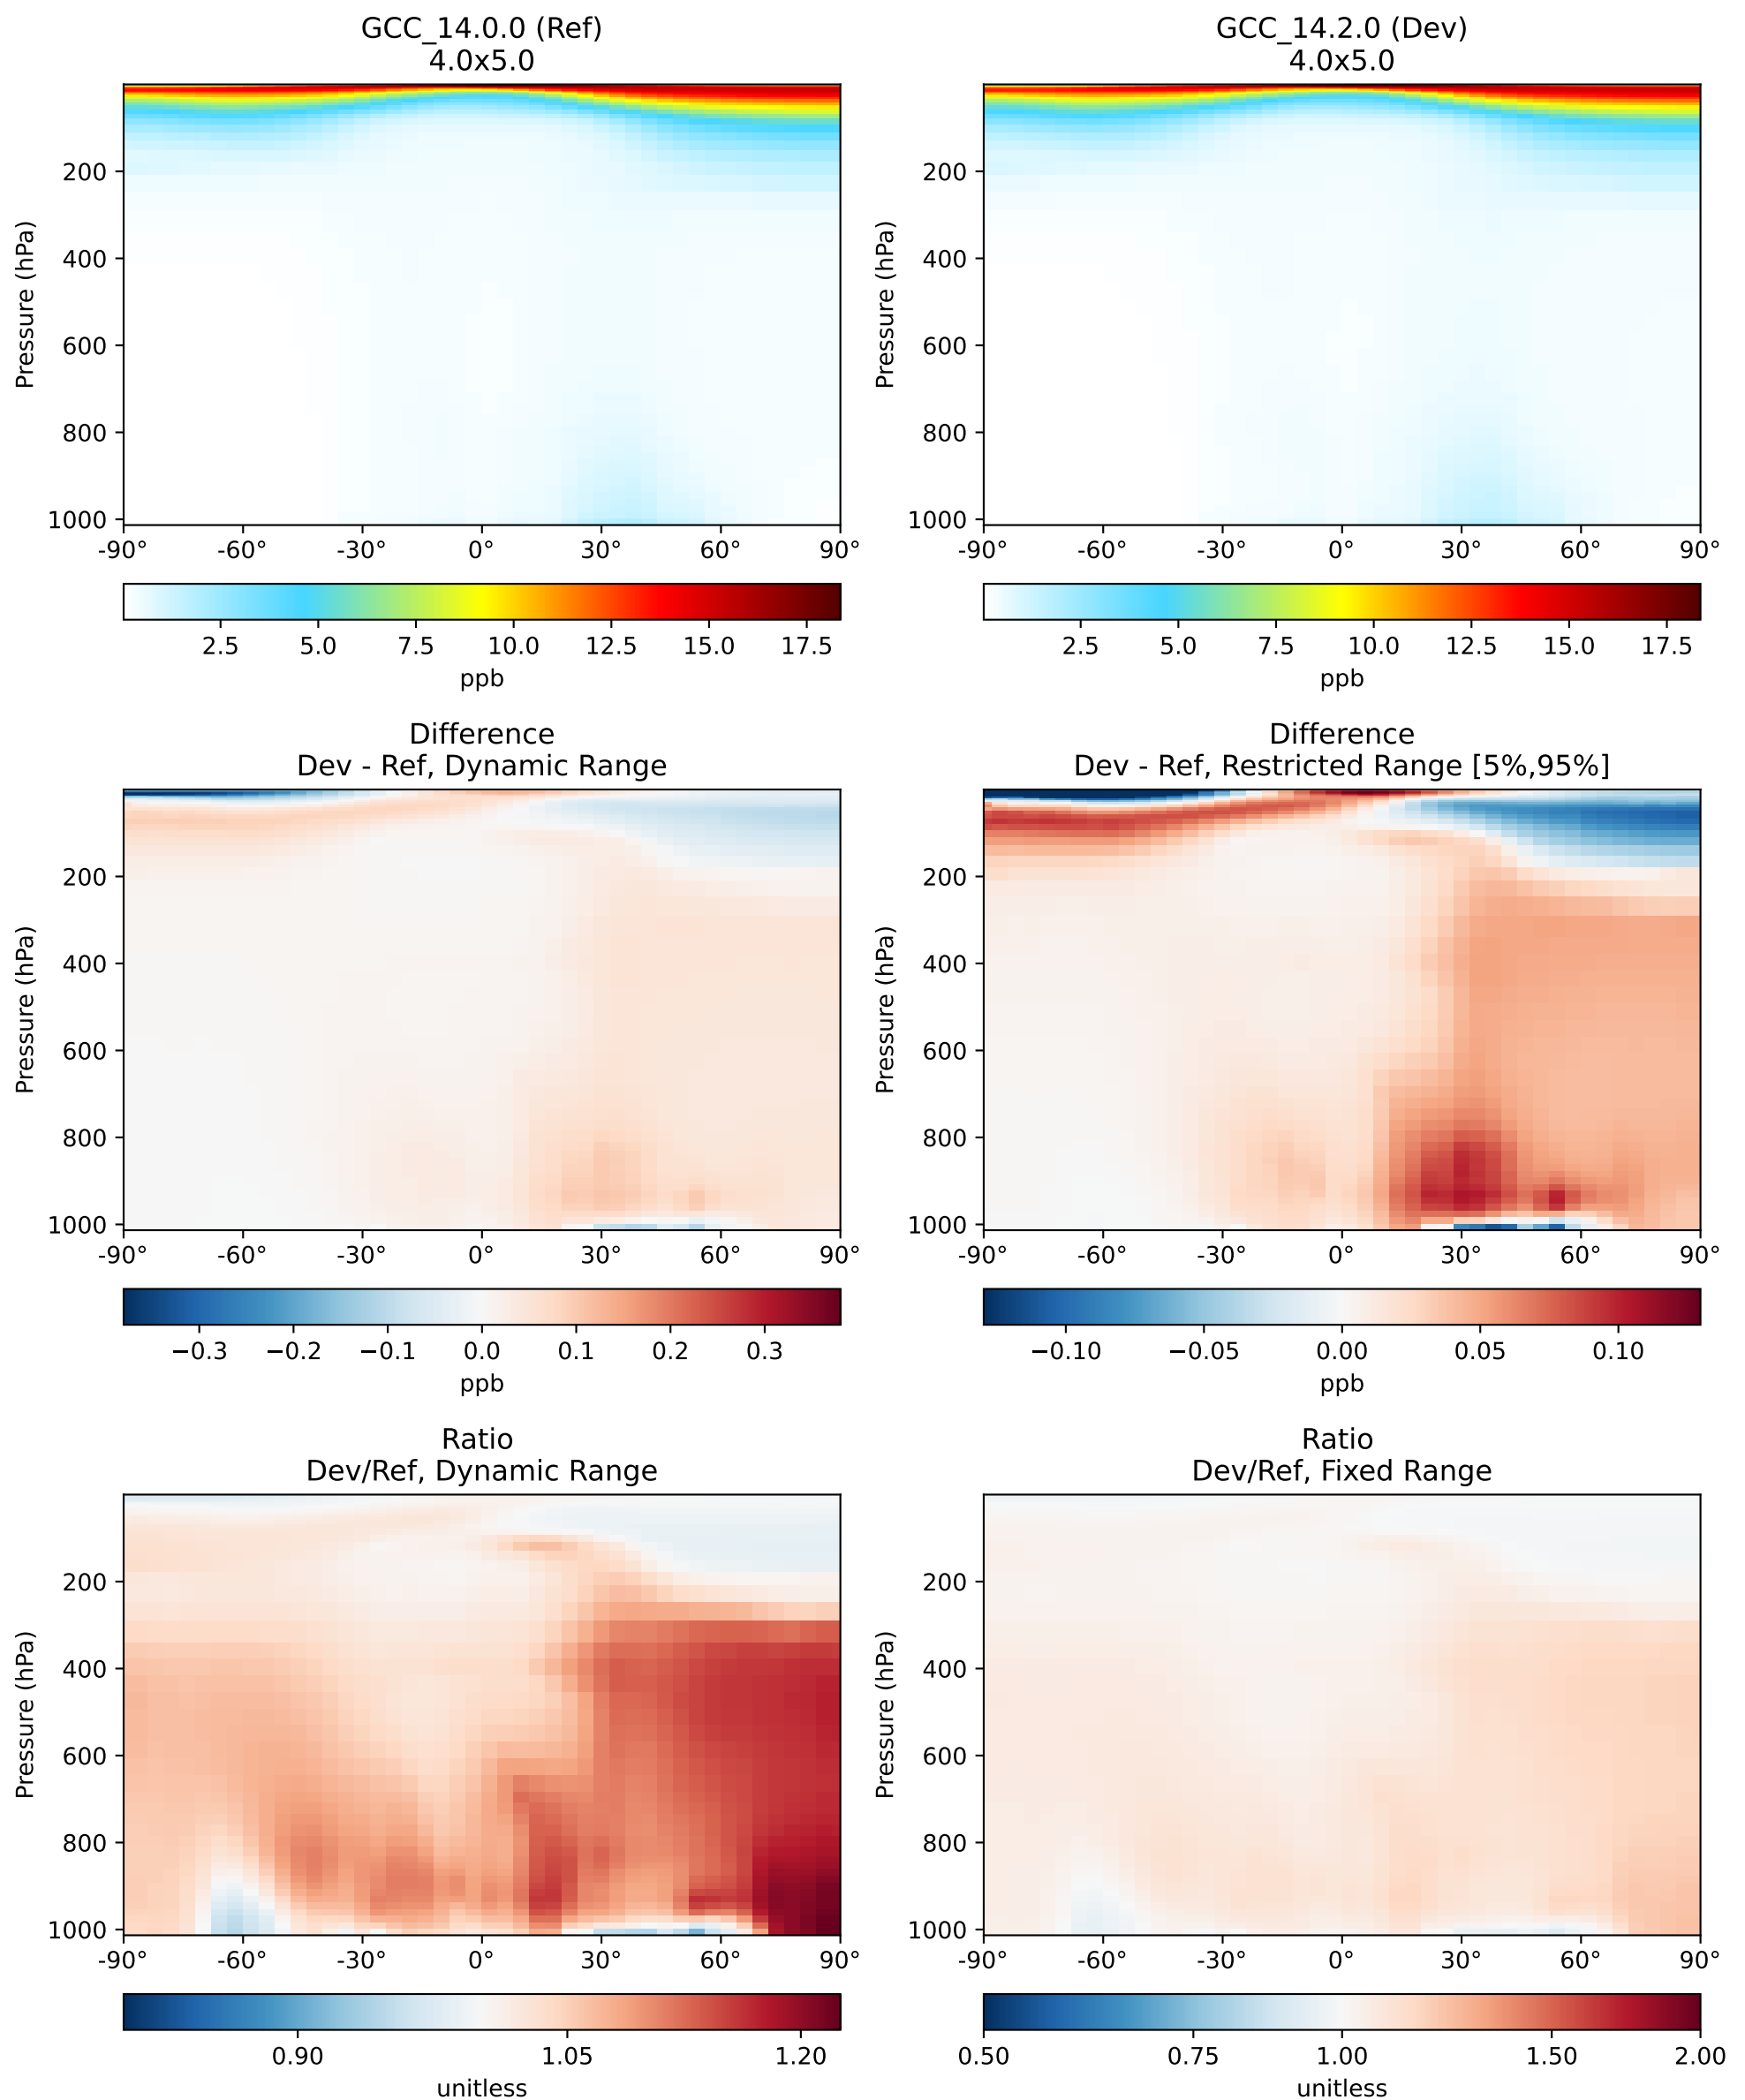 GCC_14.0.0 (Ref)
4.0x5.0
Pressure (hPa)
200
400
600
800
1000
-90° -60° -30° 0° 30° 60° 90°
2.5 5.0 7.5 10.0 12.5 15.0 17.5
ppb
GCC_14.2.0 (Dev)
4.0x5.0
Pressure (hPa)
200
400
600
800
1000
-90° -60° -30° 0° 30° 60° 90°
2.5 5.0 7.5 10.0 12.5 15.0 17.5
ppb
Difference
Dev - Ref, Dynamic Range
Pressure (hPa)
200
400
600
800
1000
-90° -60° -30° 0° 30° 60° 90°
−0.3 −0.2 −0.1 0.0 0.1 0.2 0.3
ppb
Difference
Dev - Ref, Restricted Range [5%,95%]
Pressure (hPa)
200
400
600
800
1000
-90° -60° -30° 0° 30° 60° 90°
−0.10 −0.05 0.00 0.05 0.10
ppb
Ratio
Dev/Ref, Dynamic Range
Pressure (hPa)
200
400
600
800
1000
-90° -60° -30° 0° 30° 60° 90°
0.90 1.05 1.20
unitless
Ratio
Dev/Ref, Fixed Range
Pressure (hPa)
200
400
600
800
1000
-90° -60° -30° 0° 30° 60° 90°
0.50 0.75 1.00 1.50 2.00
unitless